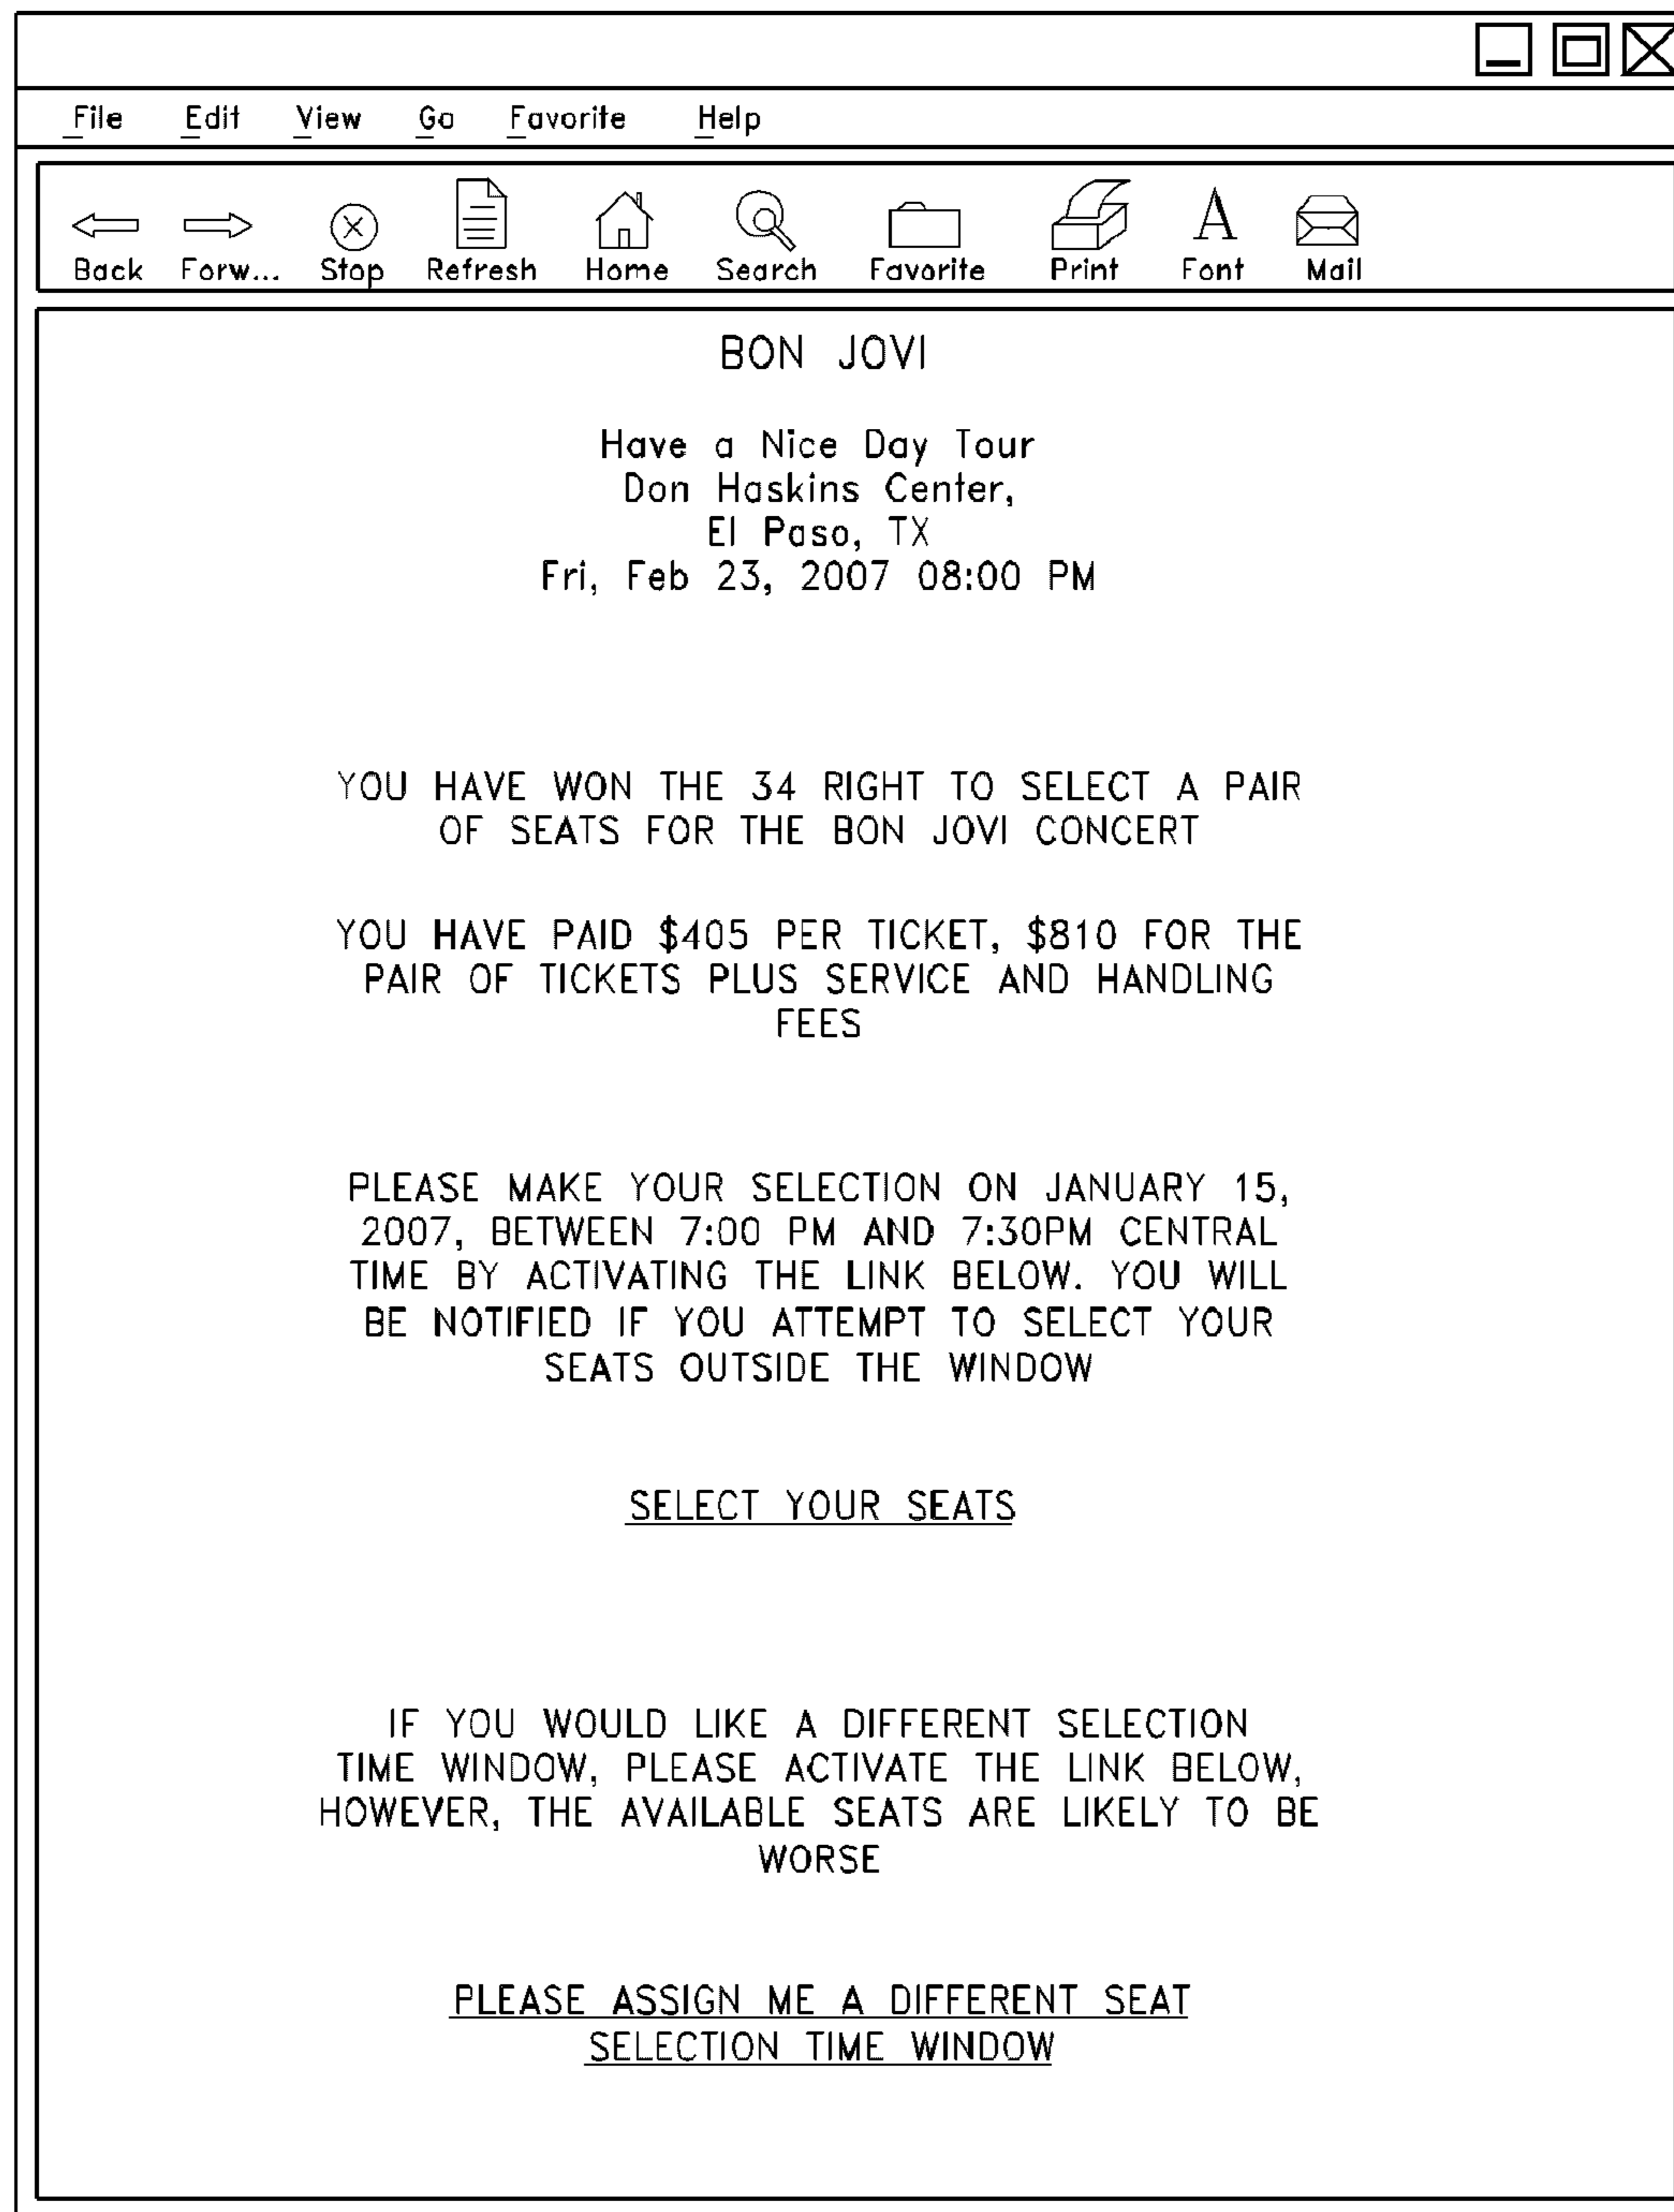 File Edit View Go Favorite Help
Back Forw... Stop Refresh Home Search Favorite Print Font Mail
BON JOVI
Have a Nice Day Tour
Don Haskins Center,
El Paso, TX
Fri, Feb 23, 2007 08:00 PM
YOU HAVE WON THE 34 RIGHT TO SELECT A PAIR
OF SEATS FOR THE BON JOVI CONCERT
YOU HAVE PAID $405 PER TICKET, $810 FOR THE
PAIR OF TICKETS PLUS SERVICE AND HANDLING
FEES
PLEASE MAKE YOUR SELECTION ON JANUARY 15,
2007, BETWEEN 7:00 PM AND 7:30PM CENTRAL
TIME BY ACTIVATING THE LINK BELOW. YOU WILL
BE NOTIFIED IF YOU ATTEMPT TO SELECT YOUR
SEATS OUTSIDE THE WINDOW
SELECT YOUR SEATS
IF YOU WOULD LIKE A DIFFERENT SELECTION
TIME WINDOW, PLEASE ACTIVATE THE LINK BELOW,
HOWEVER, THE AVAILABLE SEATS ARE LIKELY TO BE
WORSE
PLEASE ASSIGN ME A DIFFERENT SEAT
SELECTION TIME WINDOW